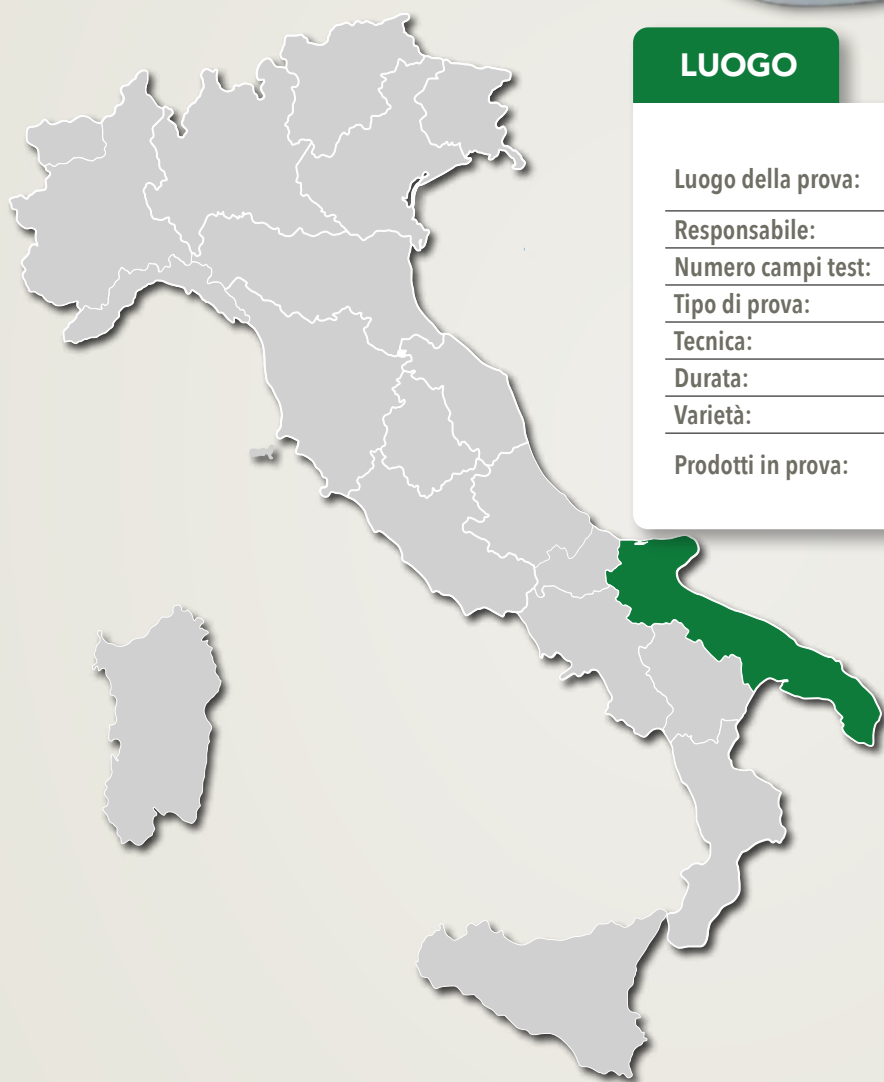 LUOGO
Luogo della prova:
Responsabile:
Numero campi test:
Tipo di prova:
Tecnica:
Durata:
Varietà:
Prodotti in prova: